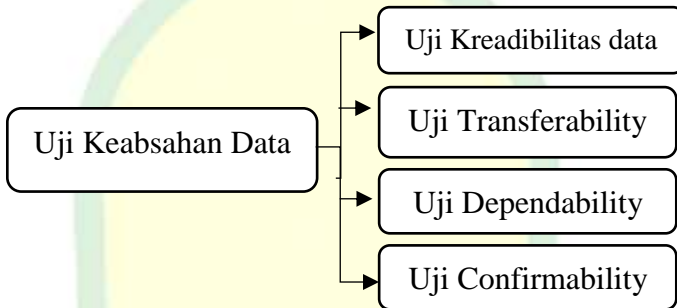 Uji Kreadibilitas data
Uji Transferability
Uji Keabsahan Data
Uji Dependability
Uji Confirmability